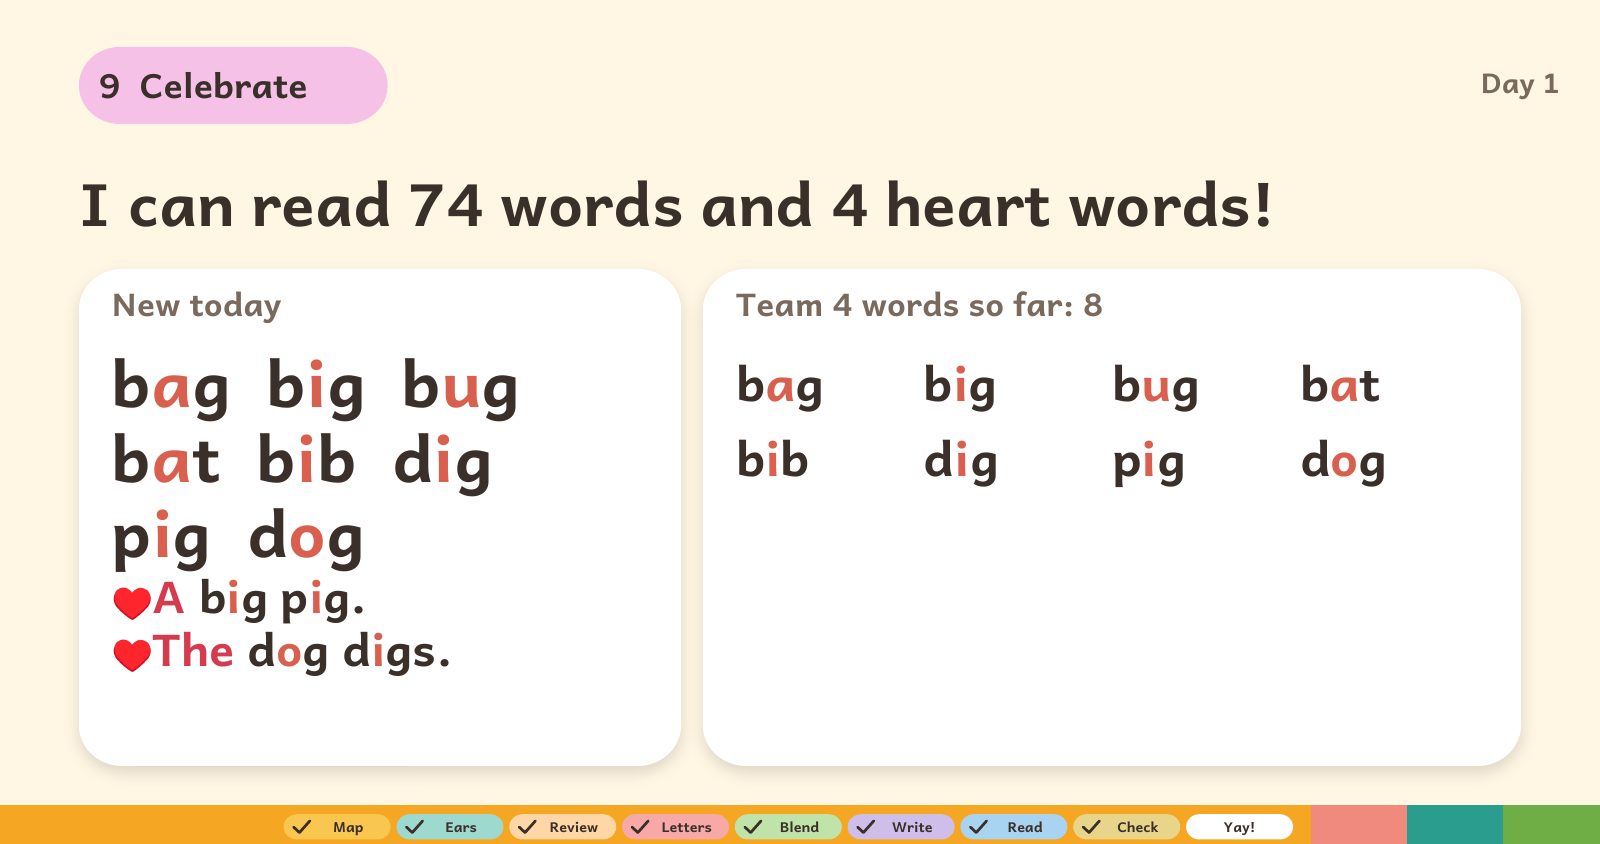 9 Celebrate
Day 1
I can read 74 words and 4 heart words!
New today
bag big bug
bat bib dig
pig dog
❤️A big pig.
❤️The dog digs.
Team 4 words so far: 8
bag big bug bat
bib dig pig dog
✓ Map ✓ Ears ✓ Review ✓ Letters ✓ Blend ✓ Write ✓ Read ✓ Check Yay!